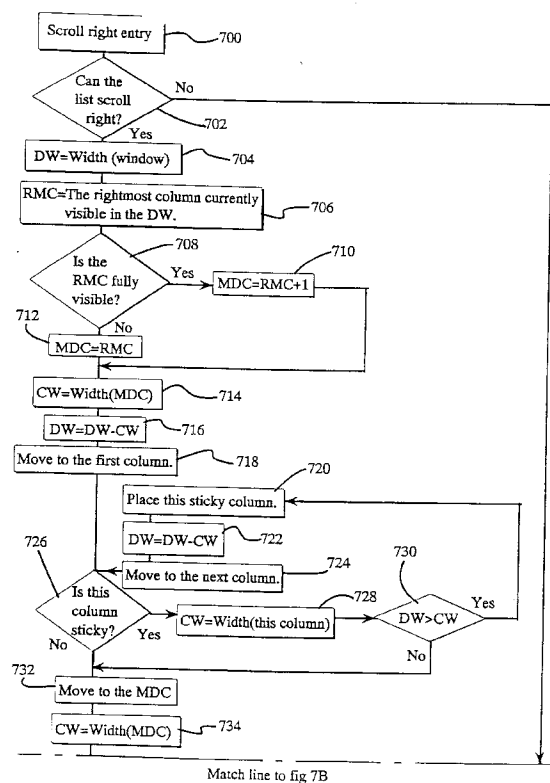 Scroll right entry
700
Can the
list scroll
right?
No
702
Yes
DW=Width (window)
704
RMC=The rightmost column currently
visible in the DW.
706
708
Is the
RMC fully
visible?
Yes
710
MDC=RMC+1
712
No
MDC=RMC
CW=Width(MDC)
714
DW=DW-CW
716
Move to the first column.
718
720
Place this sticky column.
DW=DW-CW
722
Move to the next column.
724
726
Is this
column
sticky?
Yes
No
728
CW=Width(this column)
730
DW>CW
Yes
No
732
Move to the MDC
CW=Width(MDC)
734
Match line to fig 7B